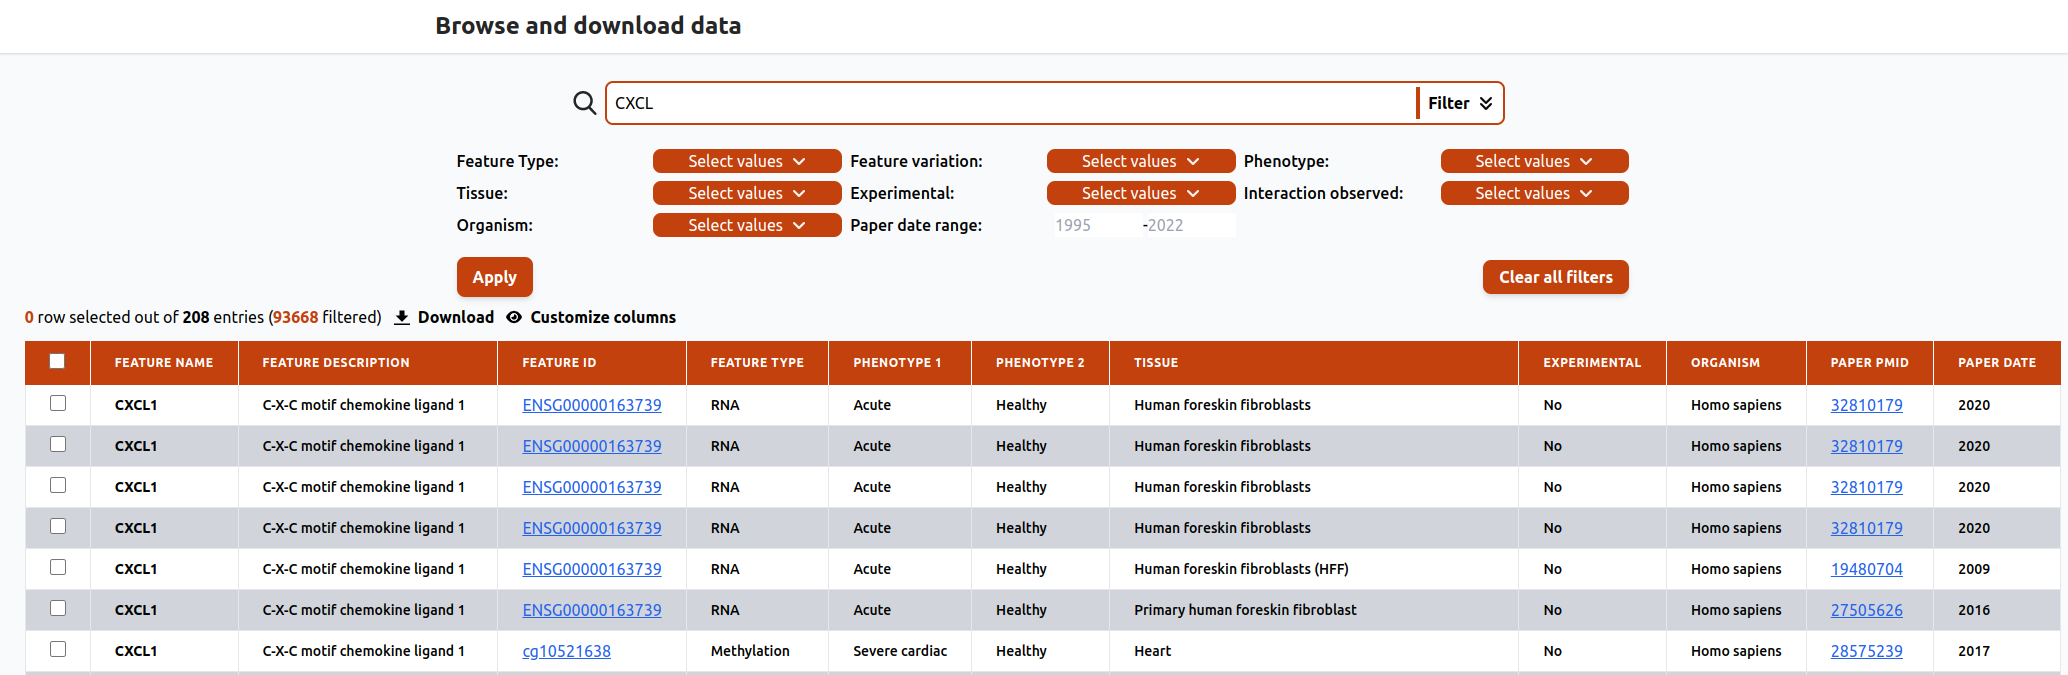 Browse and download data
CXCL
Filter
Feature Type: Select values Feature variation: Select values Phenotype: Select values
Tissue: Select values Experimental: Select values Interaction observed: Select values
Organism: Select values Paper date range: 1995 -2022
Apply Clear all filters
0 row selected out of 208 entries (93668 filtered) Download Customize columns
FEATURE NAME FEATURE DESCRIPTION FEATURE ID FEATURE TYPE PHENOTYPE 1 PHENOTYPE 2 TISSUE EXPERIMENTAL ORGANISM PAPER PMID PAPER DATE
CXCL1 C-X-C motif chemokine ligand 1 ENSG00000163739 RNA Acute Healthy Human foreskin fibroblasts No Homo sapiens 32810179 2020
CXCL1 C-X-C motif chemokine ligand 1 ENSG00000163739 RNA Acute Healthy Human foreskin fibroblasts No Homo sapiens 32810179 2020
CXCL1 C-X-C motif chemokine ligand 1 ENSG00000163739 RNA Acute Healthy Human foreskin fibroblasts No Homo sapiens 32810179 2020
CXCL1 C-X-C motif chemokine ligand 1 ENSG00000163739 RNA Acute Healthy Human foreskin fibroblasts No Homo sapiens 32810179 2020
CXCL1 C-X-C motif chemokine ligand 1 ENSG00000163739 RNA Acute Healthy Human foreskin fibroblasts (HFF) No Homo sapiens 19480704 2009
CXCL1 C-X-C motif chemokine ligand 1 ENSG00000163739 RNA Acute Healthy Primary human foreskin fibroblast No Homo sapiens 27505626 2016
CXCL1 C-X-C motif chemokine ligand 1 cg10521638 Methylation Severe cardiac Healthy Heart No Homo sapiens 28575239 2017